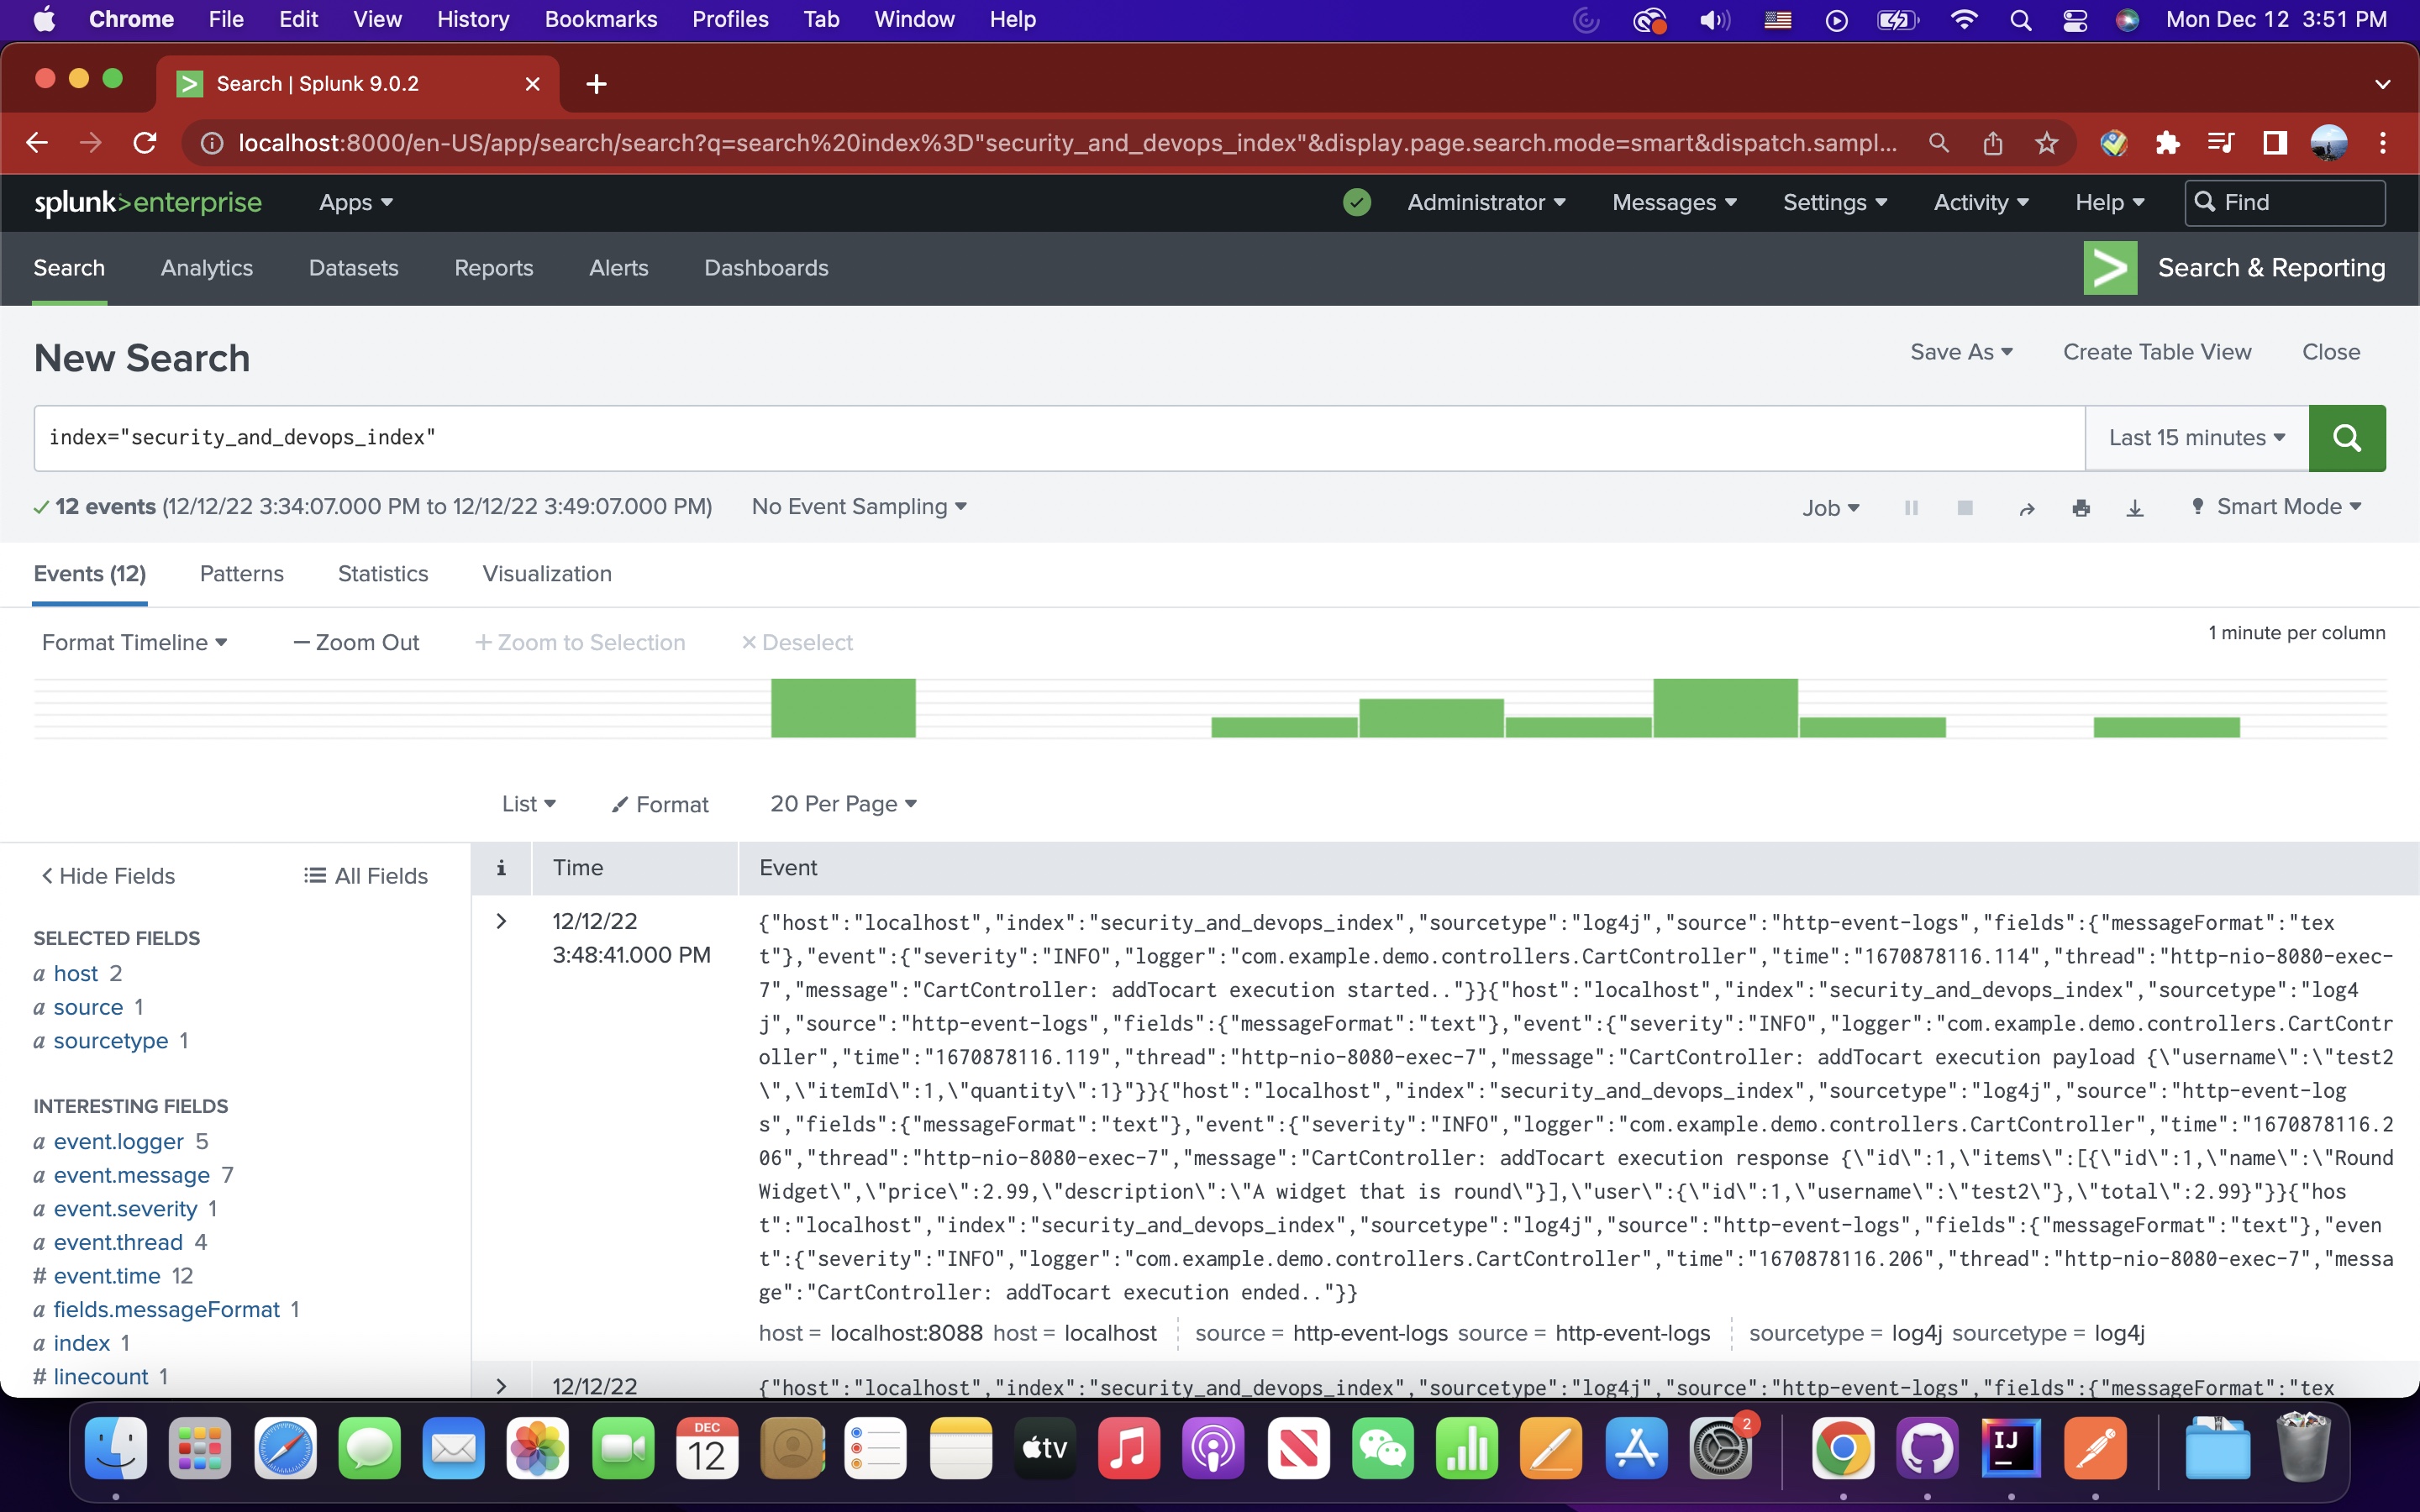 Chrome File Edit View History Bookmarks Profiles Tab Window Help Mon Dec 12 3:51 PM
Search | Splunk 9.0.2
localhost:8000/en-US/app/search/search?q=search%20index%3D"security_and_devops_index"&display.page.search.mode=smart&dispatch.sampl...
splunk>enterprise Apps Administrator Messages Settings Activity Help Find
Search Analytics Datasets Reports Alerts Dashboards Search & Reporting
New Search Save As Create Table View Close
index="security_and_devops_index" Last 15 minutes
12 events (12/12/22 3:34:07.000 PM to 12/12/22 3:49:07.000 PM) No Event Sampling Job Smart Mode
Events (12) Patterns Statistics Visualization
Format Timeline — Zoom Out + Zoom to Selection × Deselect 1 minute per column
List Format 20 Per Page
< Hide Fields All Fields
SELECTED FIELDS
a host 2
a source 1
a sourcetype 1
INTERESTING FIELDS
a event.logger 5
a event.message 7
a event.severity 1
a event.thread 4
# event.time 12
a fields.messageFormat 1
a index 1
# linecount 1
i Time Event
> 12/12/22
3:48:41.000 PM
{"host":"localhost","index":"security_and_devops_index","sourcetype":"log4j","source":"http-event-logs","fields":{"messageFormat":"tex
t"},"event":{"severity":"INFO","logger":"com.example.demo.controllers.CartController","time":"1670878116.114","thread":"http-nio-8080-exec-
7","message":"CartController: addTocart execution started.."}}{"host":"localhost","index":"security_and_devops_index","sourcetype":"log4
j","source":"http-event-logs","fields":{"messageFormat":"text"},"event":{"severity":"INFO","logger":"com.example.demo.controllers.CartContr
oller","time":"1670878116.119","thread":"http-nio-8080-exec-7","message":"CartController: addTocart execution payload {\"username\":\"test2
\",\"itemId\":1,\"quantity\":1}"}}{"host":"localhost","index":"security_and_devops_index","sourcetype":"log4j","source":"http-event-log
s","fields":{"messageFormat":"text"},"event":{"severity":"INFO","logger":"com.example.demo.controllers.CartController","time":"1670878116.2
06","thread":"http-nio-8080-exec-7","message":"CartController: addTocart execution response {\"id\":1,\"items\":[{\"id\":1,\"name\":\"Round
Widget\",\"price\":2.99,\"description\":\"A widget that is round\"}],\"user\":{\"id\":1,\"username\":\"test2\"},\"total\":2.99}"}}{"hos
t":"localhost","index":"security_and_devops_index","sourcetype":"log4j","source":"http-event-logs","fields":{"messageFormat":"text"},"even
t":{"severity":"INFO","logger":"com.example.demo.controllers.CartController","time":"1670878116.206","thread":"http-nio-8080-exec-7","messa
ge":"CartController: addTocart execution ended.."}}
host = localhost:8088 host = localhost source = http-event-logs source = http-event-logs sourcetype = log4j sourcetype = log4j
> 12/12/22
{"host":"localhost","index":"security_and_devops_index","sourcetype":"log4j","source":"http-event-logs","fields":{"messageFormat":"tex
DEC
12
tv
2
IJ